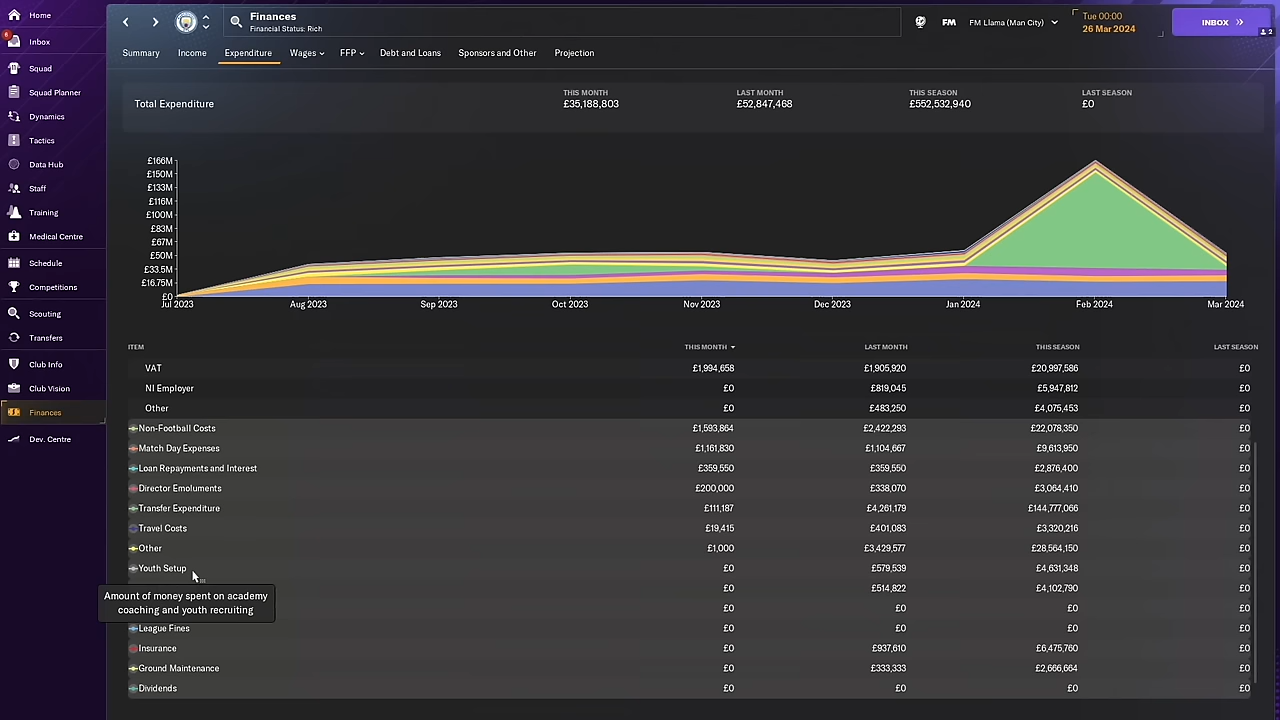 Home
6
Inbox
Squad
Squad Planner
Dynamics
Tactics
Data Hub
Staff
Training
Medical Centre
Schedule
Competitions
Scouting
Transfers
Club Info
Club Vision
Finances
Dev. Centre
Finances
Financial Status: Rich
FM
FM Llama (Man City)
Tue 00:00
26 Mar 2024
INBOX
2
Summary
Income
Expenditure
Wages
FFP
Debt and Loans
Sponsors and Other
Projection
Total Expenditure
THIS MONTH
£35,188,803
LAST MONTH
£52,847,468
THIS SEASON
£552,532,940
LAST SEASON
£0
£166M
£150M
£133M
£116M
£100M
£83M
£67M
£50M
£33.5M
£16.75M
£0
Jul 2023 Aug 2023 Sep 2023 Oct 2023 Nov 2023 Dec 2023 Jan 2024 Feb 2024 Mar 2024
ITEM THIS MONTH LAST MONTH THIS SEASON LAST SEASON
VAT £1,994,658 £1,905,920 £20,997,586 £0
NI Employer £0 £819,045 £5,947,812 £0
Other £0 £483,250 £4,075,453 £0
Non-Football Costs £1,593,864 £2,422,293 £22,078,350 £0
Match Day Expenses £1,161,830 £1,104,667 £9,613,950 £0
Loan Repayments and Interest £359,550 £359,550 £2,876,400 £0
Director Emoluments £200,000 £338,070 £3,064,410 £0
Transfer Expenditure £111,187 £4,261,179 £144,777,066 £0
Travel Costs £19,415 £401,083 £3,320,216 £0
Other £1,000 £3,429,577 £28,564,150 £0
Youth Setup £0 £579,539 £4,631,348 £0
£0 £514,822 £4,102,790 £0
Amount of money spent on academy
coaching and youth recruiting
£0 £0 £0 £0
League Fines £0 £0 £0 £0
Insurance £0 £937,610 £6,475,760 £0
Ground Maintenance £0 £333,333 £2,666,664 £0
Dividends £0 £0 £0 £0